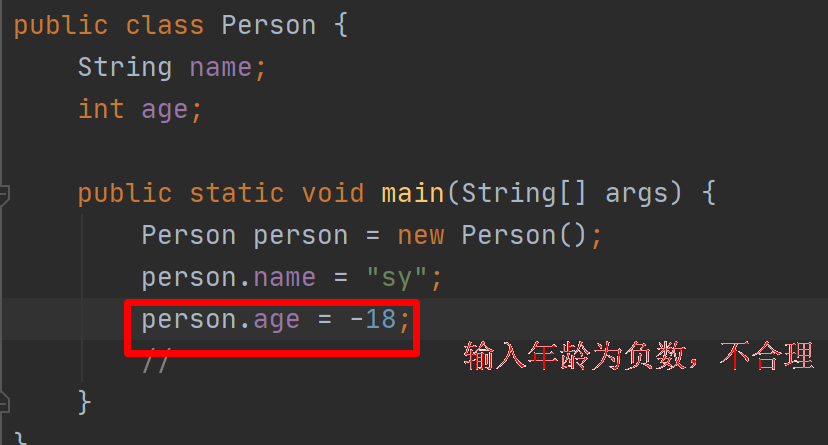 public class Person {
String name;
int age;
public static void main(String[] args) {
Person person = new Person();
person.name = "sy";
person.age = -18;
输入年龄为负数，不合理
//
}
}